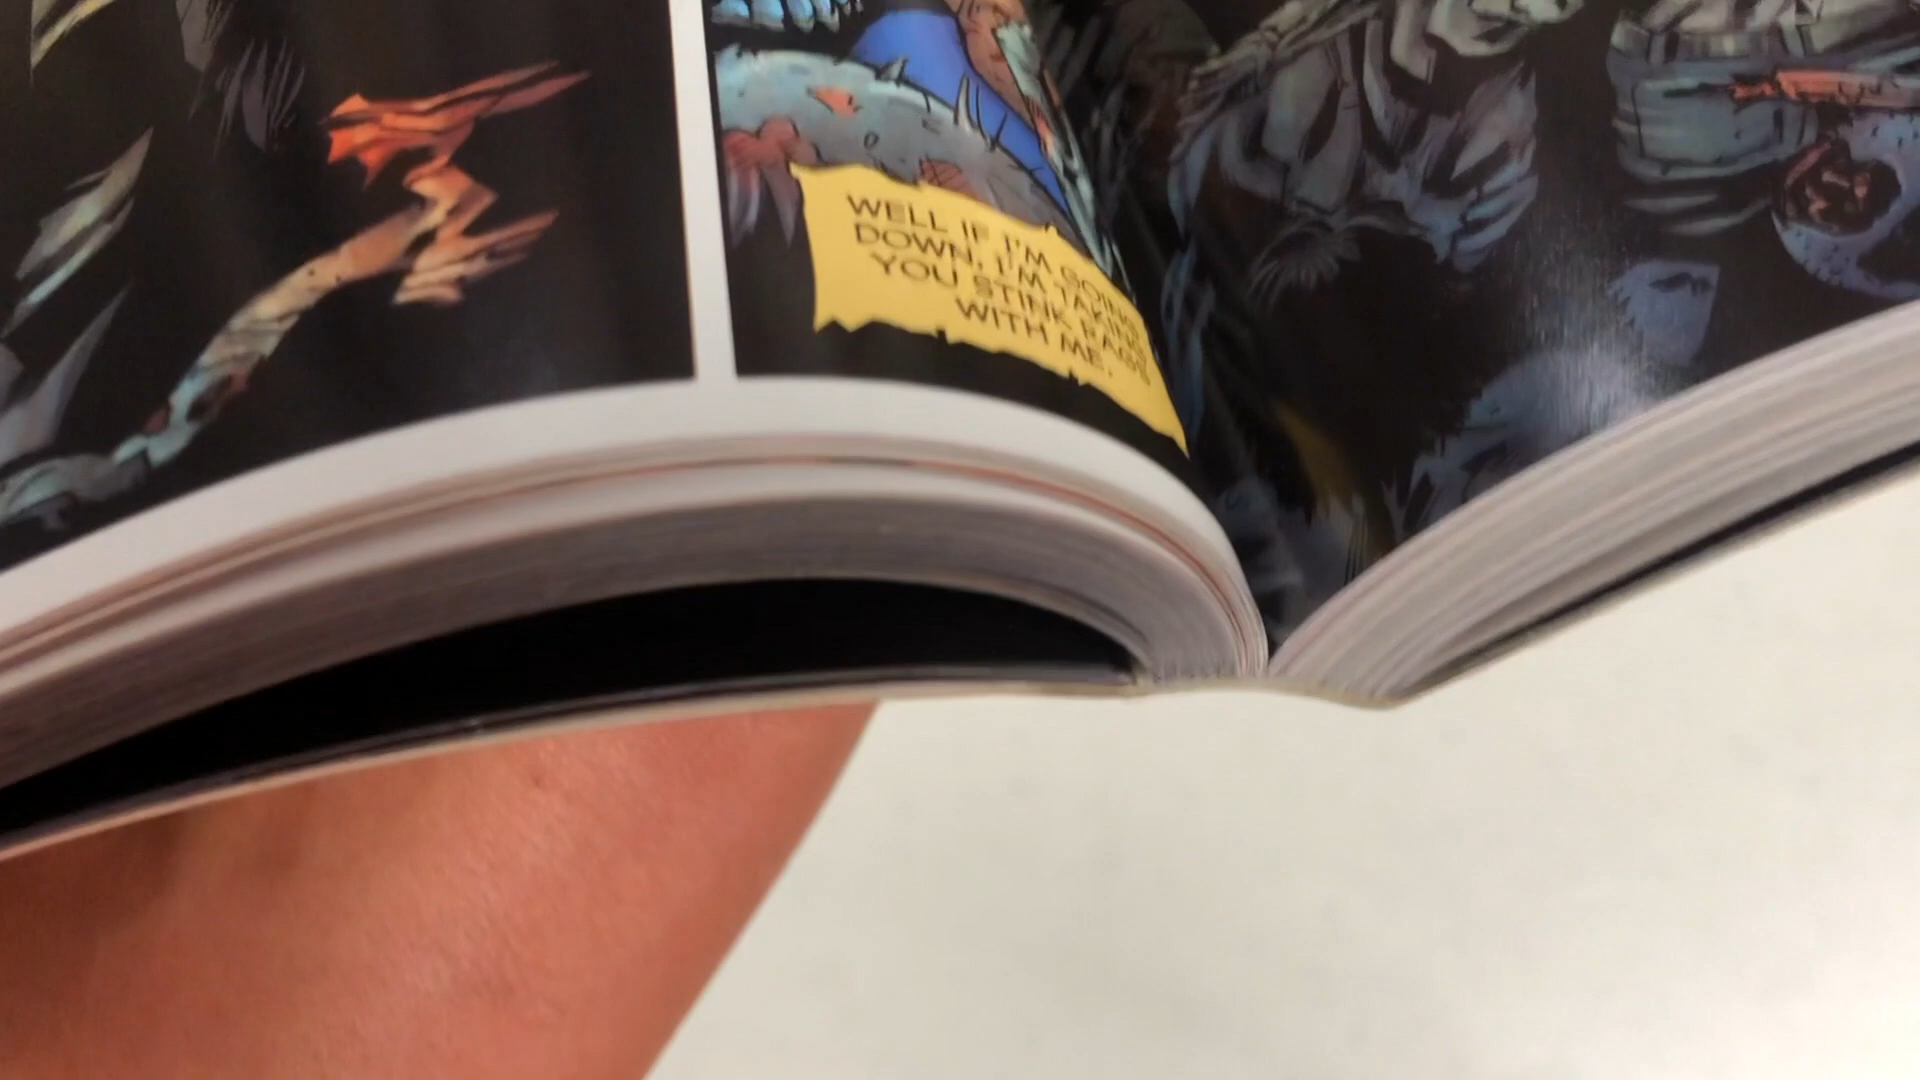 WELL IF I'M GOING
DOWN, I'M TAKING
YOU STINK BAGS
WITH ME.